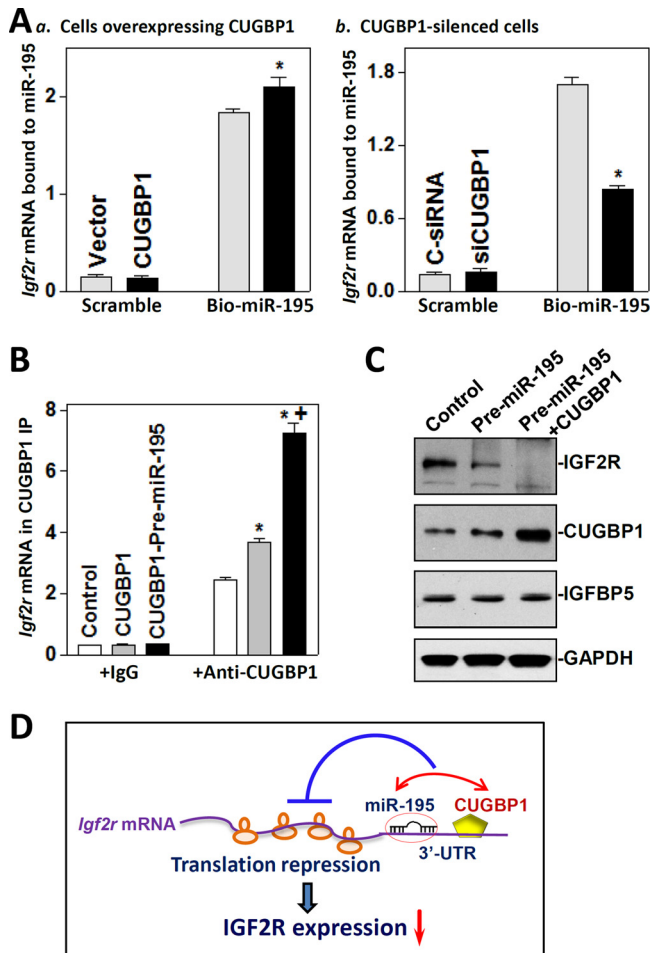 A
a. Cells overexpressing CUGBP1
Igf2r mRNA bound to miR-195
2
1
0
Vector
CUGBP1
*
Scramble
Bio-miR-195
b. CUGBP1-silenced cells
Igf2r mRNA bound to miR-195
1.8
1.2
0.6
0.0
C-siRNA
siCUGBP1
*
Scramble
Bio-miR-195
B
Igf2r mRNA in CUGBP1 IP
8
6
4
2
0
Control
CUGBP1
CUGBP1-Pre-miR-195
*
*+
+IgG
+Anti-CUGBP1
C
Control
Pre-miR-195
Pre-miR-195
+CUGBP1
-IGF2R
-CUGBP1
-IGFBP5
-GAPDH
D
Igf2r mRNA
miR-195
CUGBP1
3'-UTR
Translation repression
IGF2R expression